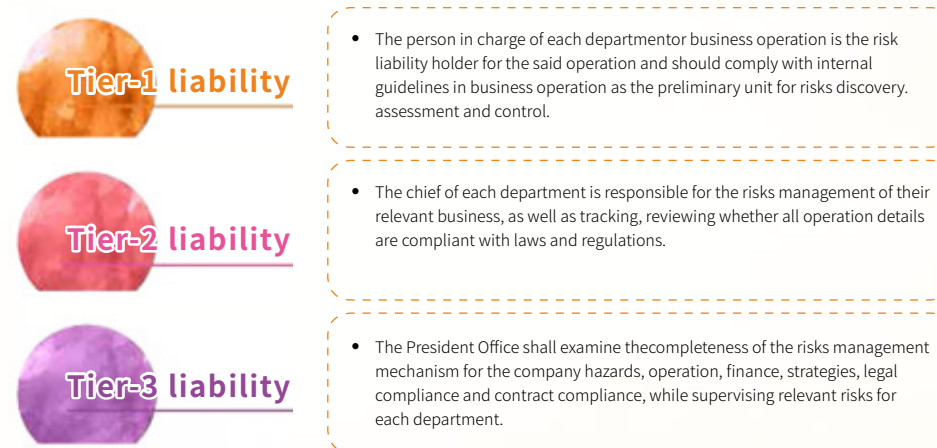 Tier-1 liability
• The person in charge of each departmentor business operation is the risk
liability holder for the said operation and should comply with internal
guidelines in business operation as the preliminary unit for risks discovery.
assessment and control.
Tier-2 liability
• The chief of each department is responsible for the risks management of their
relevant business, as well as tracking, reviewing whether all operation details
are compliant with laws and regulations.
Tier-3 liability
• The President Office shall examine thecompleteness of the risks management
mechanism for the company hazards, operation, finance, strategies, legal
compliance and contract compliance, while supervising relevant risks for
each department.